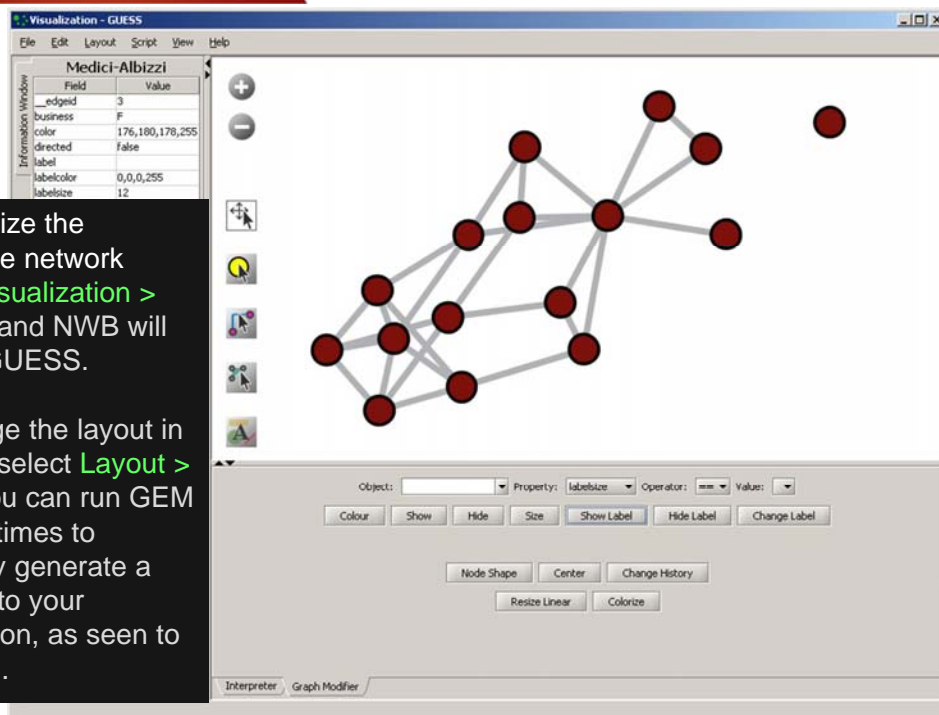 Visualization - GUESS
File Edit Layout Script View Help
Information Window
Medici-Albizzi
Field Value
__edgeid 3
business F
color 176,180,178,255
directed false
label
labelcolor 0,0,0,255
labelsize 12
ize the
e network
isualization >
and NWB will
GUESS.
ge the layout in
select Layout >
ou can run GEM
times to
y generate a
to your
on, as seen to
.
Object: Property: labelsize Operator: == Value:
Colour Show Hide Size Show Label Hide Label Change Label
Node Shape Center Change History
Resize Linear Colorize
Interpreter Graph Modifier